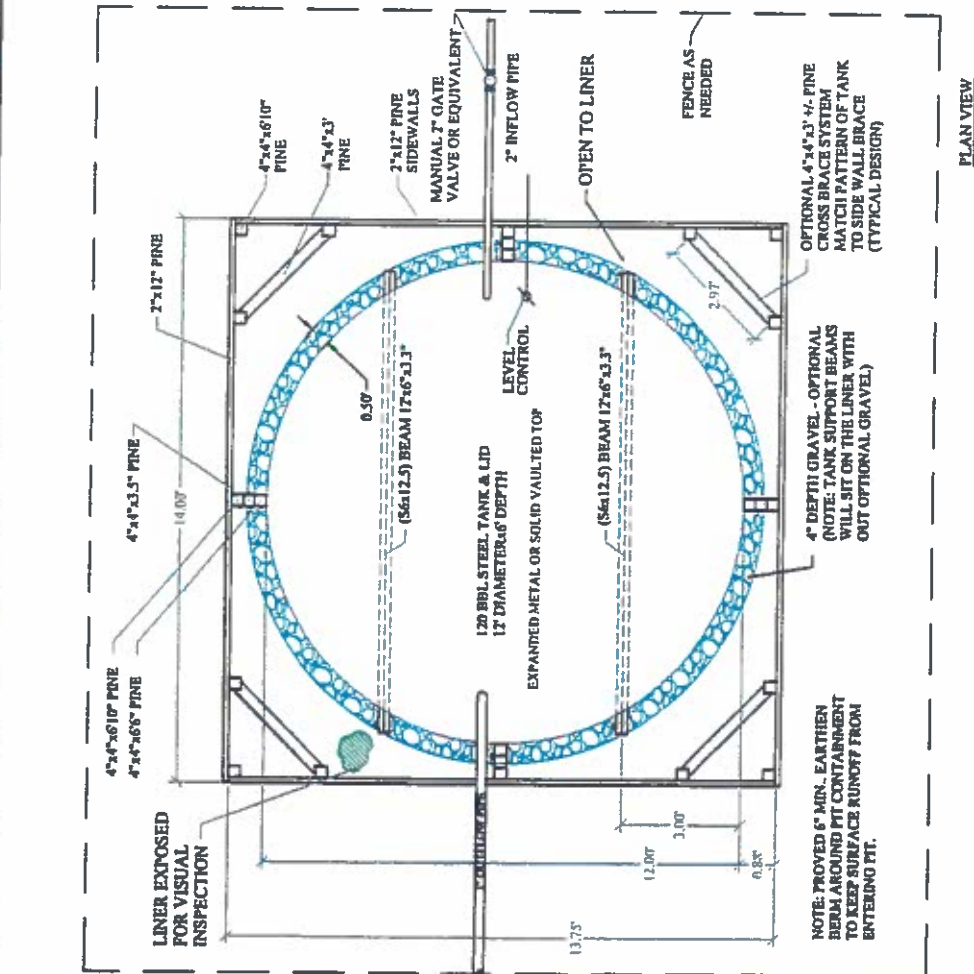 4"x4"x6'10"
PINE
4"x4"x3'
PINE
2"x12" PINE
SIDEWALLS
MANUAL 2" GATE
VALVE OR EQUIVALENT
2" INFLOW PIPE
OPEN TO LINER
FENCE AS
NEEDED
2"x12" PINE
4"x4"x3.5" PINE
14.00'
4"x4"x6'10" PINE
4"x4"x6'6" PINE
0.50'
(S6x12.5) BEAM 12'x6"x3.3"
LEVEL
CONTROL
120 BBL STEEL TANK & LID
12' DIAMETERx6' DEPTH
EXPANDED METAL OR SOLID VAULTED TOP
(S6x12.5) BEAM 12'x6"x3.3"
2.97'
OPTIONAL 4"x4"x3' +/- PINE
CROSS BRACE SYSTEM
MATCH PATTERN OF TANK
TO SIDE WALL BRACE
(TYPICAL DESIGN)
4" DEPTH GRAVEL - OPTIONAL
(NOTE: TANK SUPPORT BEAMS
WILL SIT ON THE LINER WITH
OUT OPTIONAL GRAVEL)
LINER EXPOSED
FOR VISUAL
INSPECTION
3.00'
12.00'
0.88'
13.75'
NOTE: PROVED 6" MIN. EARTHEN
BERM AROUND PIT CONTAINMENT
TO KEEP SURFACE RUNOFF FROM
ENTERING PIT.
PLAN VIEW